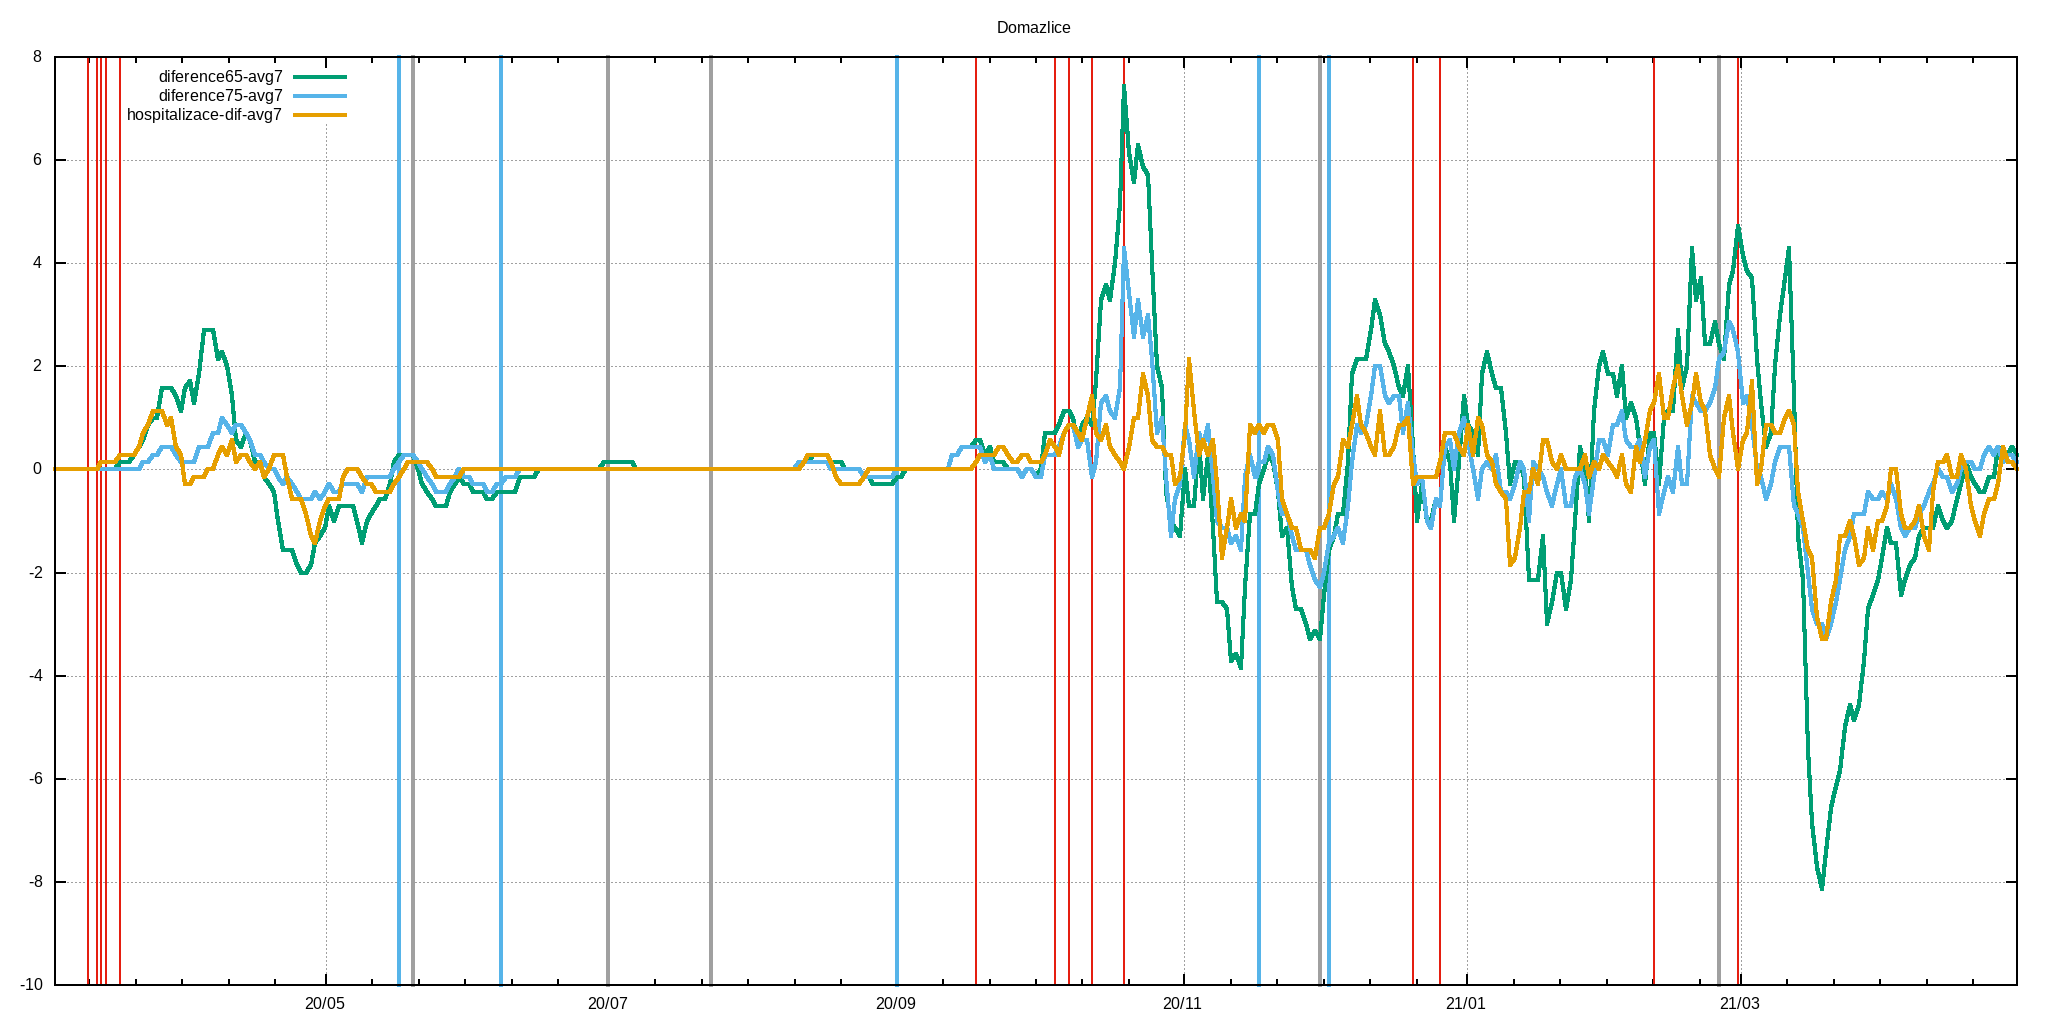 Domazlice
8
diference65-avg7
diference75-avg7
hospitalizace-dif-avg7
6
4
2
0
-2
-4
-6
-8
-10
20/05 20/07 20/09 20/11 21/01 21/03